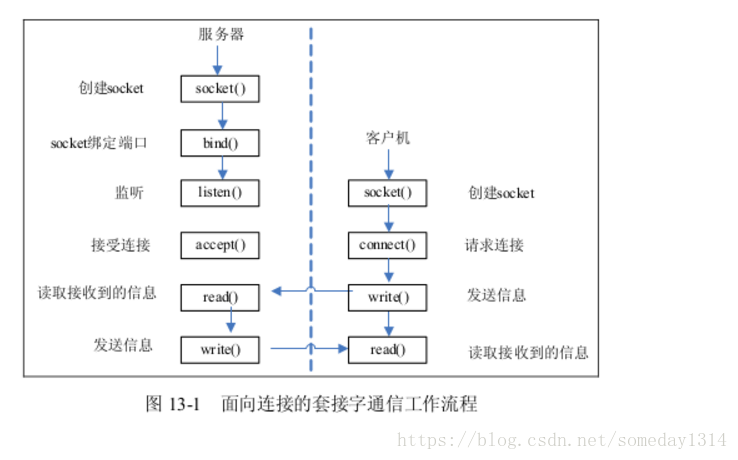 服务器
创建socket socket()
socket绑定端口 bind() 客户机
监听 listen() socket() 创建socket
接受连接 accept() connect() 请求连接
读取接收到的信息 read() write() 发送信息
发送信息 write() read() 读取接收到的信息
图 13-1 面向连接的套接字通信工作流程
https://blog.csdn.net/someday1314